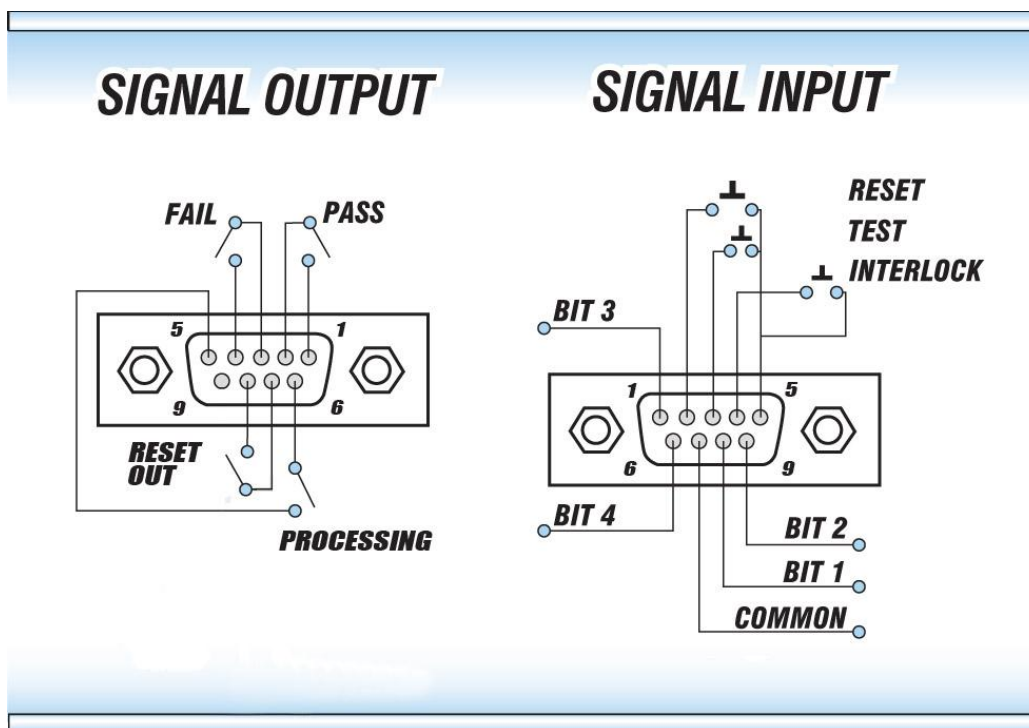 SIGNAL OUTPUT
FAIL
PASS
5
1
9
6
RESET
OUT
PROCESSING
SIGNAL INPUT
RESET
TEST
INTERLOCK
BIT 3
1
5
6
9
BIT 4
BIT 2
BIT 1
COMMON